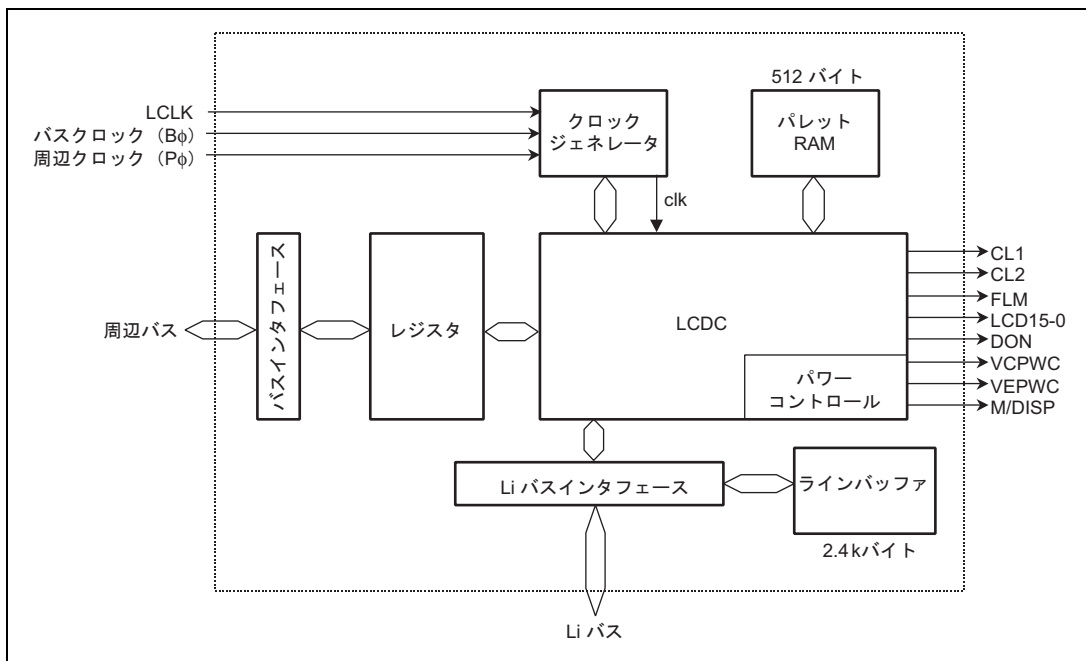 512 バイト
LCLK
バスクロック (Bφ)
周辺クロック (Pφ)
クロック
ジェネレータ
パレット
RAM
clk
周辺バス
バスインタフェース
レジスタ
LCDC
パワー
コントロール
CL1
CL2
FLM
LCD15-0
DON
VCPWC
VEPWC
M/DISP
Li バスインタフェース
ラインバッファ
2.4kバイト
Li バス